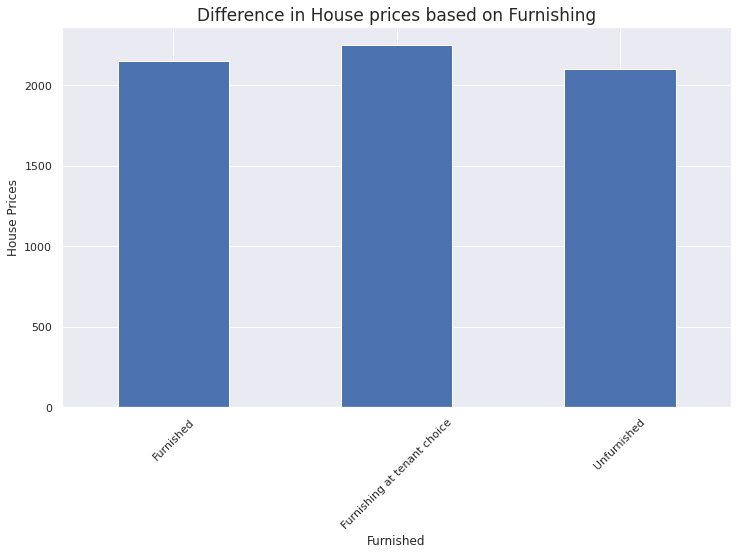 Difference in House prices based on Furnishing
House Prices
2000
1500
1000
500
0
Furnished
Furnishing at tenant choice
Unfurnished
Furnished